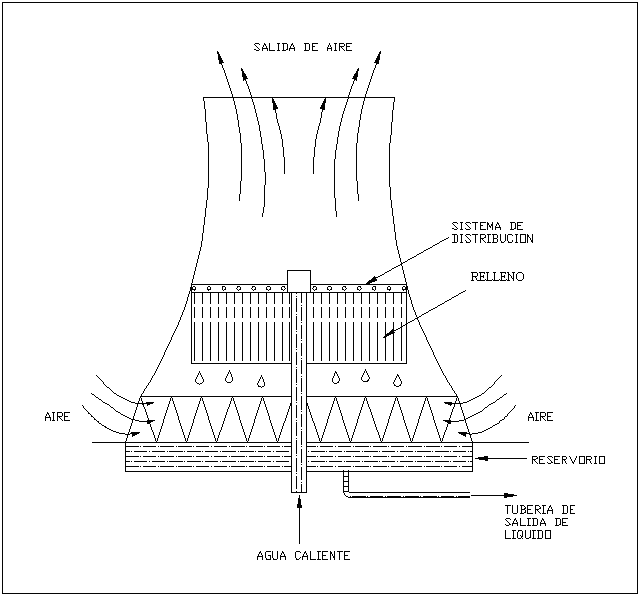 SALIDA DE AIRE
SISTEMA DE
DISTRIBUCION
RELLENO
AIRE
AIRE
RESERVORIO
TUBERIA DE
SALIDA DE
LIQUIDO
AGUA CALIENTE